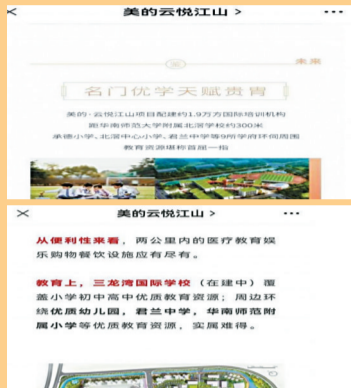 美的云悦江山 >
未来
名门优学天赋贵胄
美的·云悦江山项目配建约1.9万方国际培训机构
距华南师范大学附属北滘学校约300米
承德小学、北滘中心小学、君兰中学等9所学府环伺周围
教育资源堪称首屈一指
美的云悦江山 >
从便利性来看，两公里内的医疗教育娱
乐购物餐饮设施应有尽有。
教育上，三龙湾国际学校（在建中）覆
盖小学初中高中优质教育资源；周边环
绕优质幼儿园，君兰中学，华南师范附
属小学等优质教育资源，实属难得。